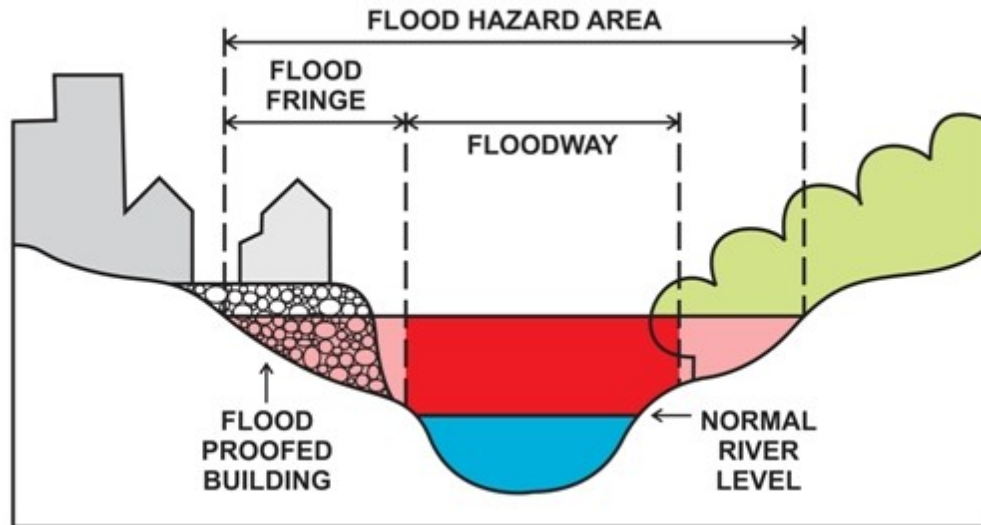 FLOOD HAZARD AREA
FLOOD
FRINGE
FLOODWAY
FLOOD
PROOFED
BUILDING
NORMAL
RIVER
LEVEL